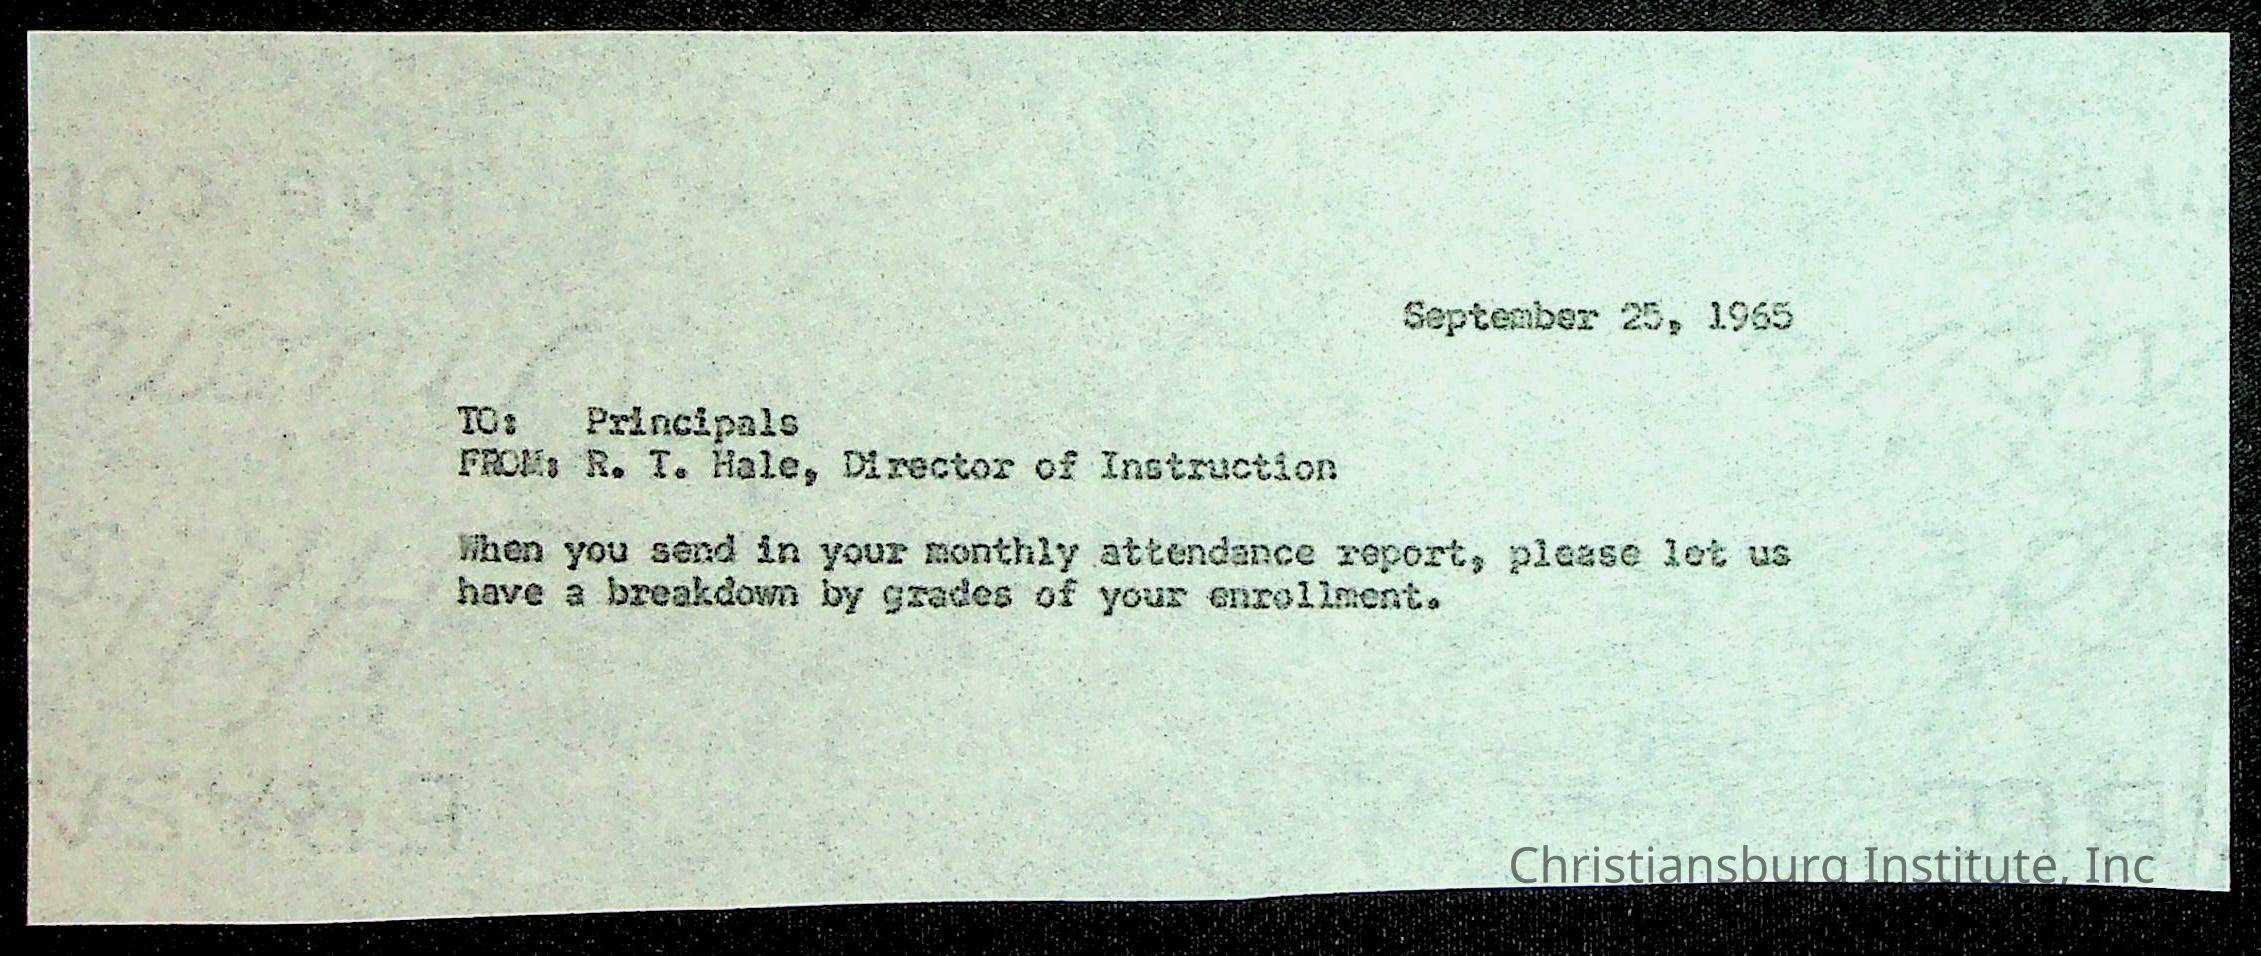 September 25, 1965
TO: Principals
FROM: R. T. Hale, Director of Instruction
When you send in your monthly attendance report, please let us
have a breakdown by grades of your enrollment.
Christiansburg Institute, Inc